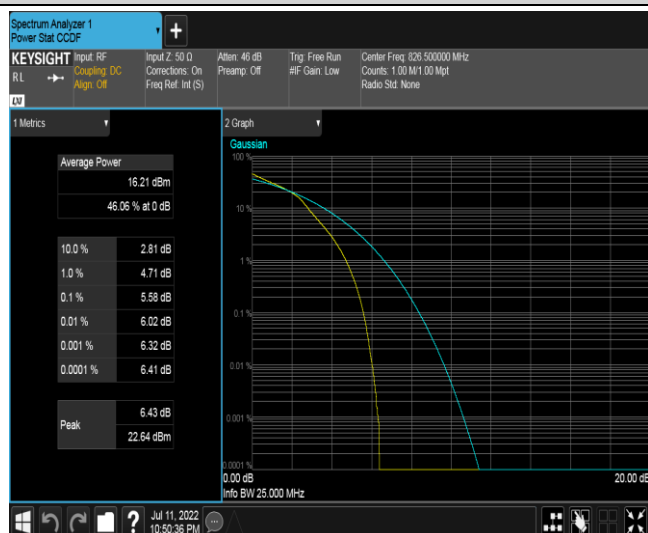 Spectrum Analyzer 1
Power Stat CCDF
KEYSIGHT
RL
LXI
Input: RF
Coupling: DC
Align: Off
Input Z: 50 Ω
Corrections: On
Freq Ref: Int (S)
Atten: 46 dB
Preamp: Off
Trig: Free Run
#IF Gain: Low
Center Freq: 826.500000 MHz
Counts: 1.00 M/1.00 Mpt
Radio Std: None
1 Metrics
Average Power
16.21 dBm
46.06 % at 0 dB
10.0 % 2.81 dB
1.0 % 4.71 dB
0.1 % 5.58 dB
0.01 % 6.02 dB
0.001 % 6.32 dB
0.0001 % 6.41 dB
Peak
6.43 dB
22.64 dBm
2 Graph
Gaussian
100 %
10 %
1 %
0.1 %
0.01 %
0.001 %
0.0001 %
0.00 dB 20.00 dB
Info BW 25.000 MHz
Jul 11, 2022
10:50:36 PM